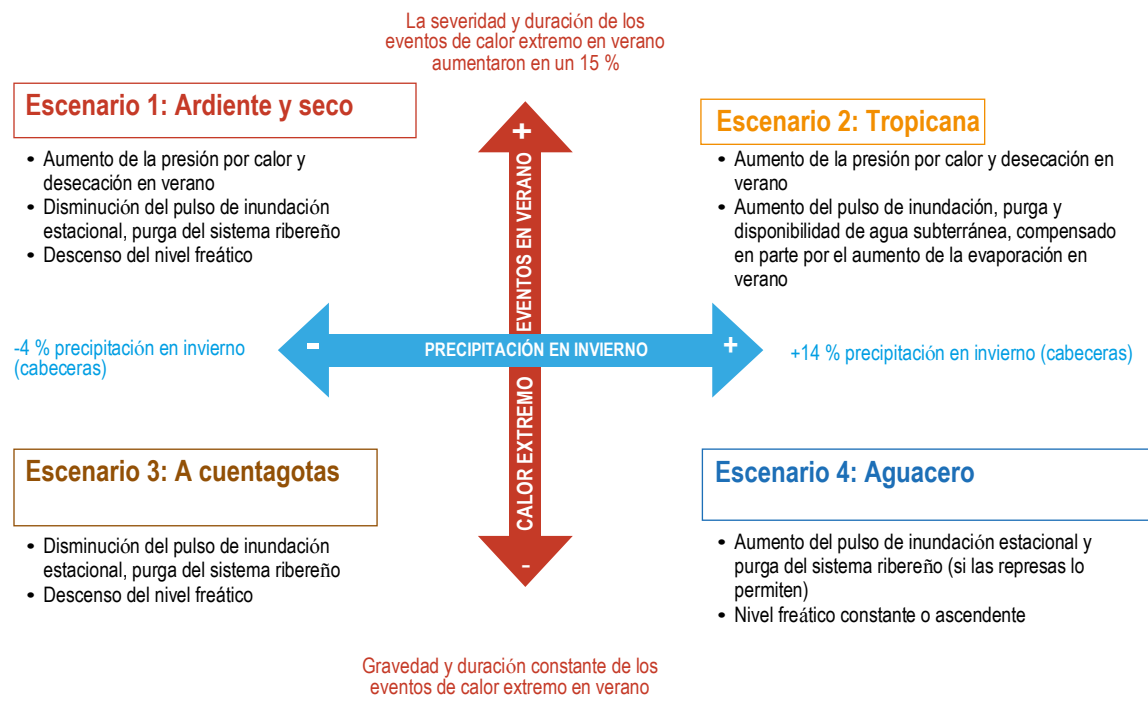 La severidad y duración de los
eventos de calor extremo en verano
aumentaron en un 15 %
Escenario 1: Ardiente y seco
• Aumento de la presión por calor y
desecación en verano
• Disminución del pulso de inundación
estacional, purga del sistema ribereño
• Descenso del nivel freático
+
CALOR EXTREMO EVENTOS EN VERANO
-
Escenario 2: Tropicana
• Aumento de la presión por calor y desecación en
verano
• Aumento del pulso de inundación, purga y
disponibilidad de agua subterránea, compensado
en parte por el aumento de la evaporación en
verano
-4 % precipitación en invierno
(cabeceras)
- PRECIPITACIÓN EN INVIERNO +
+14 % precipitación en invierno (cabeceras)
Escenario 3: A cuentagotas
• Disminución del pulso de inundación
estacional, purga del sistema ribereño
• Descenso del nivel freático
Escenario 4: Aguacero
• Aumento del pulso de inundación estacional y
purga del sistema ribereño (si las represas lo
permiten)
• Nivel freático constante o ascendente
Gravedad y duración constante de los
eventos de calor extremo en verano